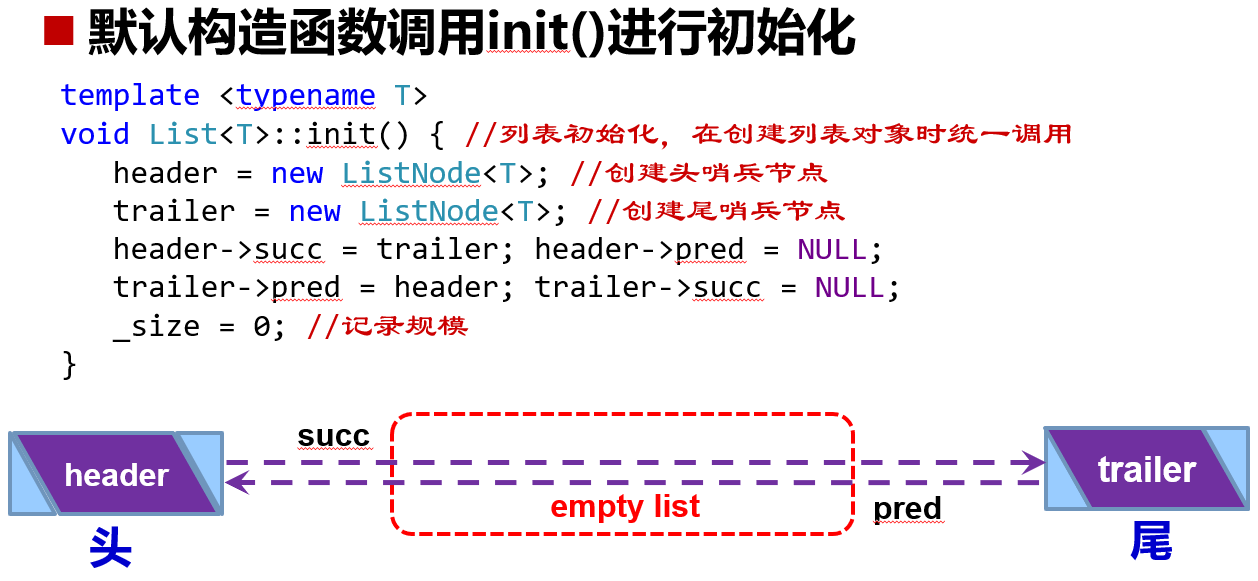 默认构造函数调用init()进行初始化
template <typename T>
void List<T>::init() { //列表初始化，在创建列表对象时统一调用
header = new ListNode<T>; //创建头哨兵节点
trailer = new ListNode<T>; //创建尾哨兵节点
header->succ = trailer; header->pred = NULL;
trailer->pred = header; trailer->succ = NULL;
_size = 0; //记录规模
}
succ
header
trailer
empty list
pred
头
尾